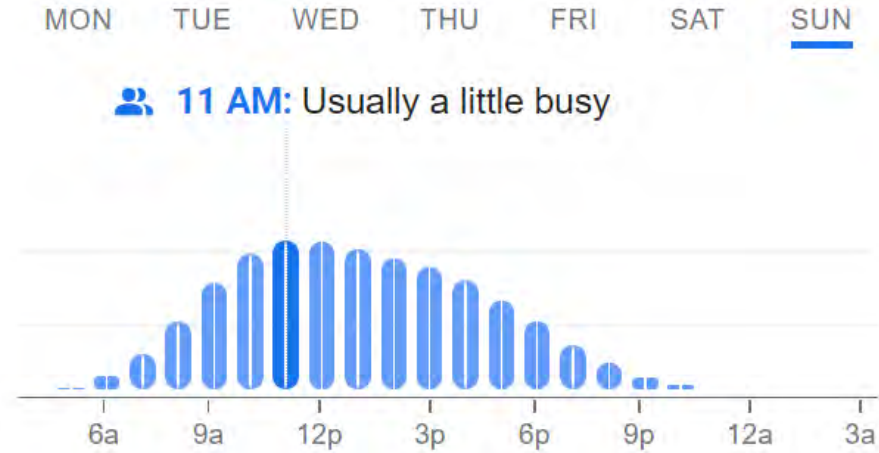 MON TUE WED THU FRI SAT SUN
11 AM: Usually a little busy
6a 9a 12p 3p 6p 9p 12a 3a